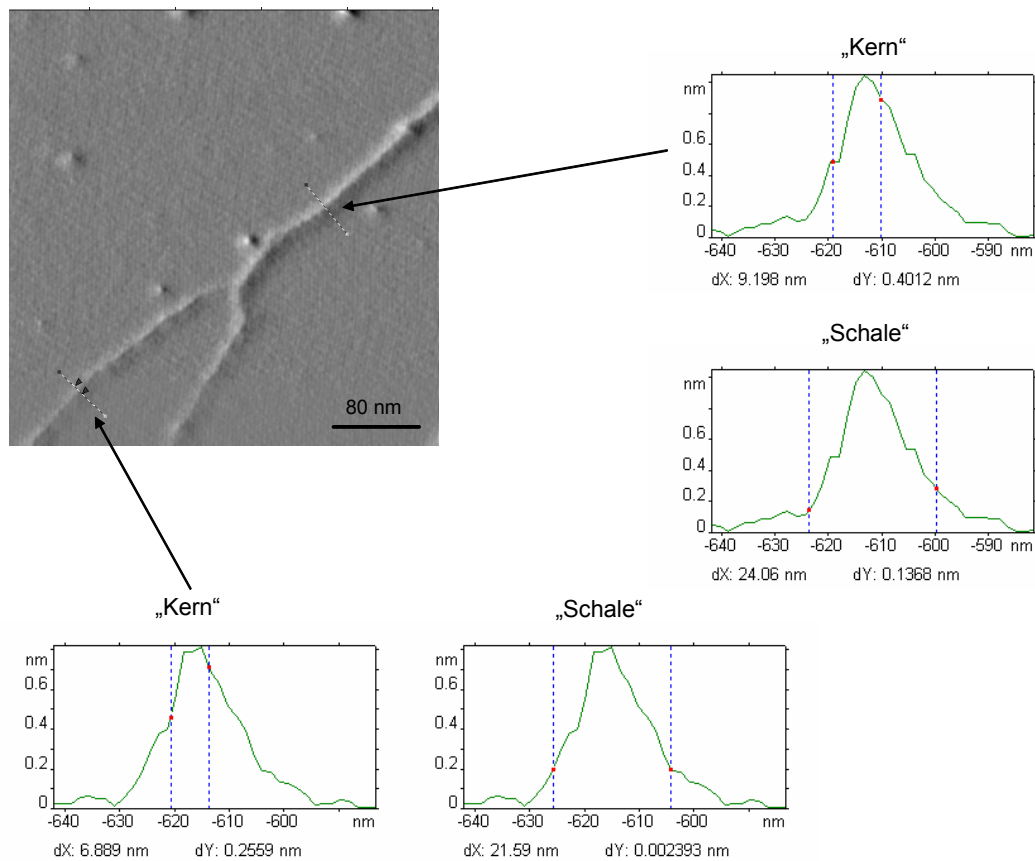 „Kern“
nm
0.6
0.4
0.2
0
-640 -630 -620 -610 -600 -590 nm
dX: 9.198 nm dY: 0.4012 nm
80 nm
„Schale“
nm
0.6
0.4
0.2
0
-640 -630 -620 -610 -600 -590 nm
dX: 24.06 nm dY: 0.1368 nm
„Kern“
nm
0.6
0.4
0.2
0
-640 -630 -620 -610 -600 nm
dX: 6.889 nm dY: 0.2559 nm
„Schale“
nm
0.6
0.4
0.2
0
-640 -630 -620 -610 -600 nm
dX: 21.59 nm dY: 0.002393 nm